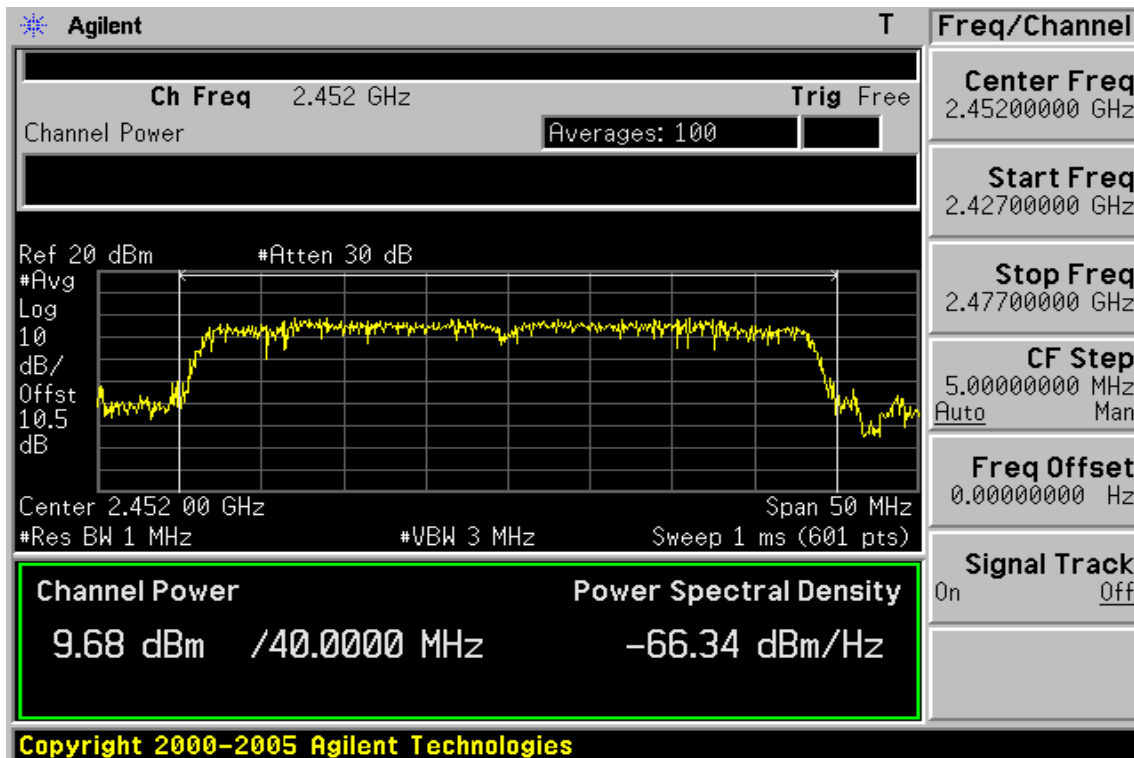 Agilent T
Freq/Channel
Ch Freq 2.452 GHz Trig Free
Channel Power Averages: 100
Ref 20 dBm #Atten 30 dB
#Avg
Log
10
dB/
Offst
10.5
dB
Center 2.452 00 GHz Span 50 MHz
#Res BW 1 MHz #VBW 3 MHz Sweep 1 ms (601 pts)
Channel Power Power Spectral Density
9.68 dBm /40.0000 MHz -66.34 dBm/Hz
Center Freq
2.45200000 GHz
Start Freq
2.42700000 GHz
Stop Freq
2.47700000 GHz
CF Step
5.00000000 MHz
Auto Man
Freq Offset
0.00000000 Hz
Signal Track
On Off
Copyright 2000-2005 Agilent Technologies